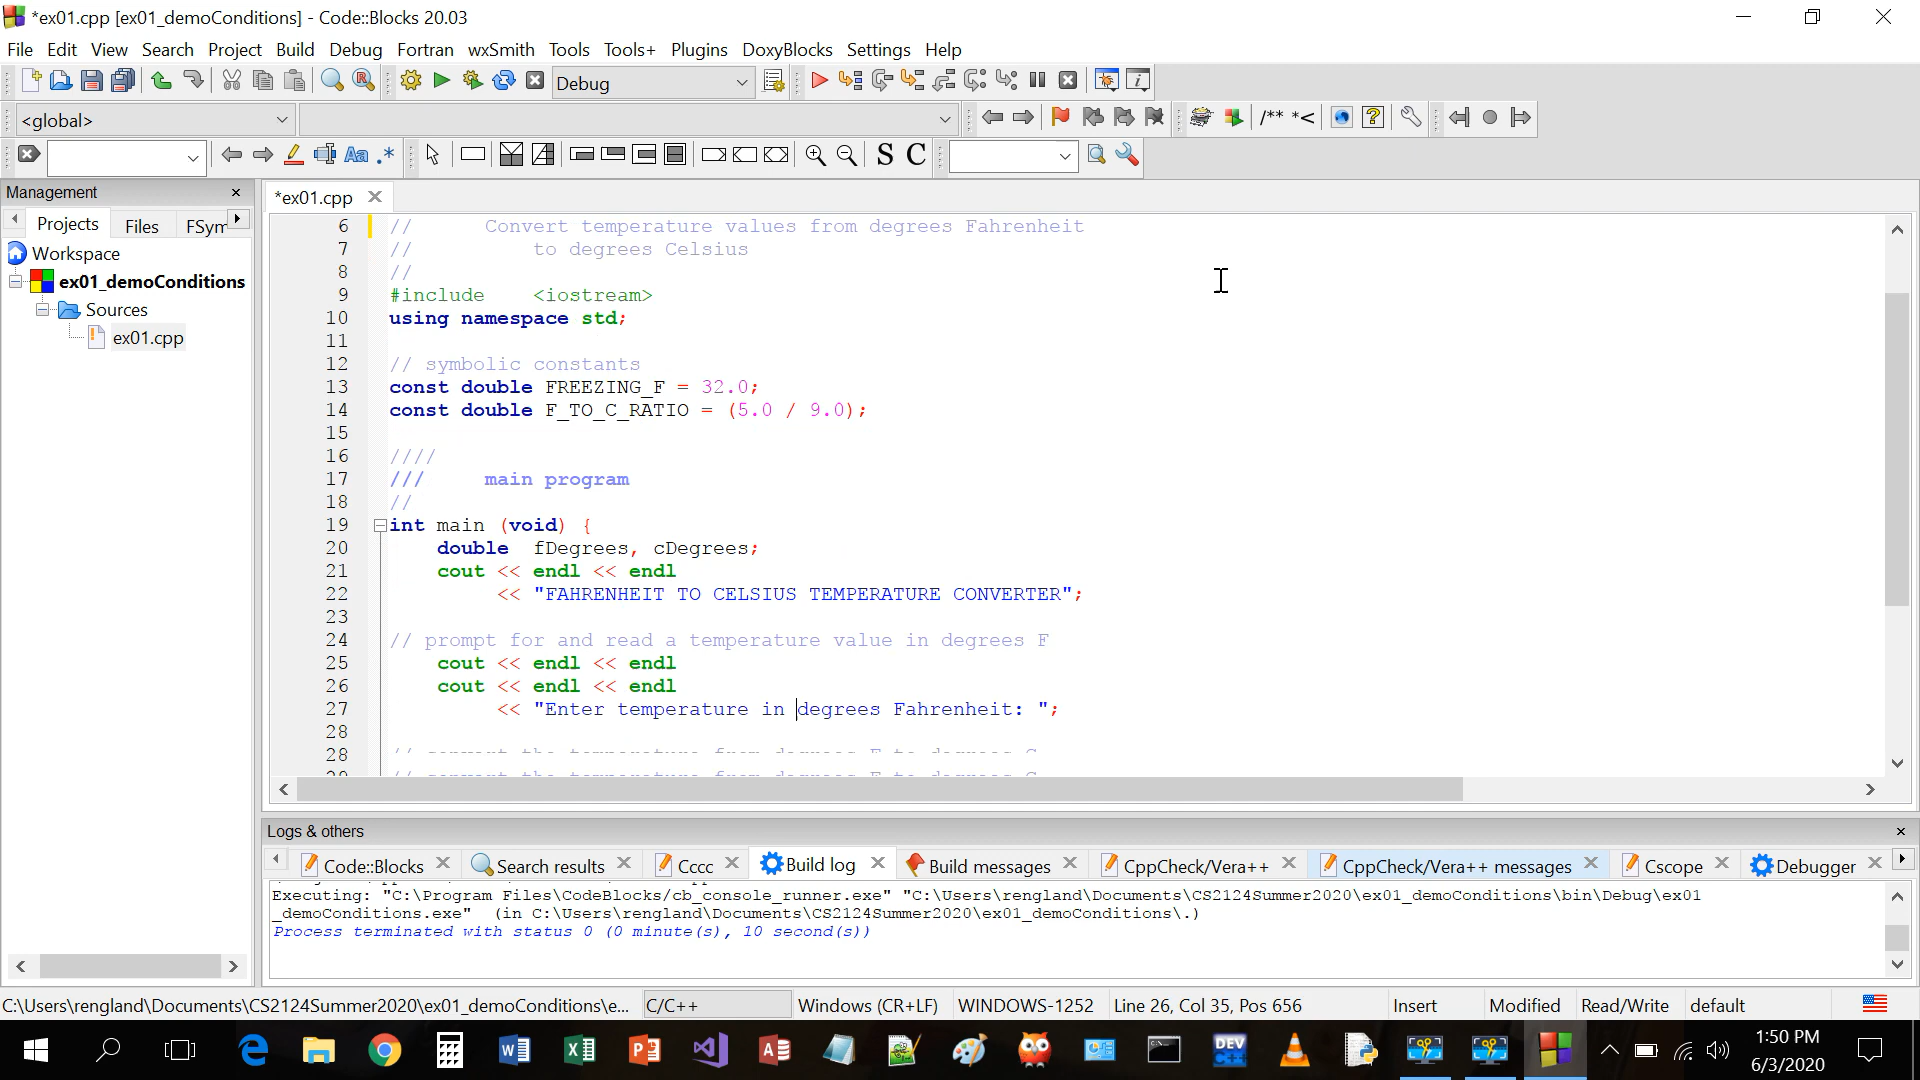 *ex01.cpp [ex01_demoConditions] - Code::Blocks 20.03
File Edit View Search Project Build Debug Fortran wxSmith Tools Tools+ Plugins DoxyBlocks Settings Help
Debug
<global>
/** *<
Aa .* S C
Management
Projects Files FSym
Workspace
ex01_demoConditions
Sources
ex01.cpp
*ex01.cpp
6 // Convert temperature values from degrees Fahrenheit
7 // to degrees Celsius
8 //
9 #include <iostream>
10 using namespace std;
11
12 // symbolic constants
13 const double FREEZING_F = 32.0;
14 const double F_TO_C_RATIO = (5.0 / 9.0);
15
16 ////
17 /// main program
18 //
19 int main (void) {
20 double fDegrees, cDegrees;
21 cout << endl << endl
22 << "FAHRENHEIT TO CELSIUS TEMPERATURE CONVERTER";
23
24 // prompt for and read a temperature value in degrees F
25 cout << endl << endl
26 cout << endl << endl
27 << "Enter temperature in degrees Fahrenheit: ";
28
28
Logs & others
Code::Blocks Search results Cccc Build log Build messages CppCheck/Vera++ CppCheck/Vera++ messages Cscope Debugger
Executing: "C:\Program Files\CodeBlocks/cb_console_runner.exe" "C:\Users\rengland\Documents\CS2124Summer2020\ex01_demoConditions\bin\Debug\ex01
_demoConditions.exe" (in C:\Users\rengland\Documents\CS2124Summer2020\ex01_demoConditions\.)
Process terminated with status 0 (0 minute(s), 10 second(s))
C:\Users\rengland\Documents\CS2124Summer2020\ex01_demoConditions\e... C/C++ Windows (CR+LF) WINDOWS-1252 Line 26, Col 35, Pos 656 Insert Modified Read/Write default
DEV
1:50 PM
6/3/2020